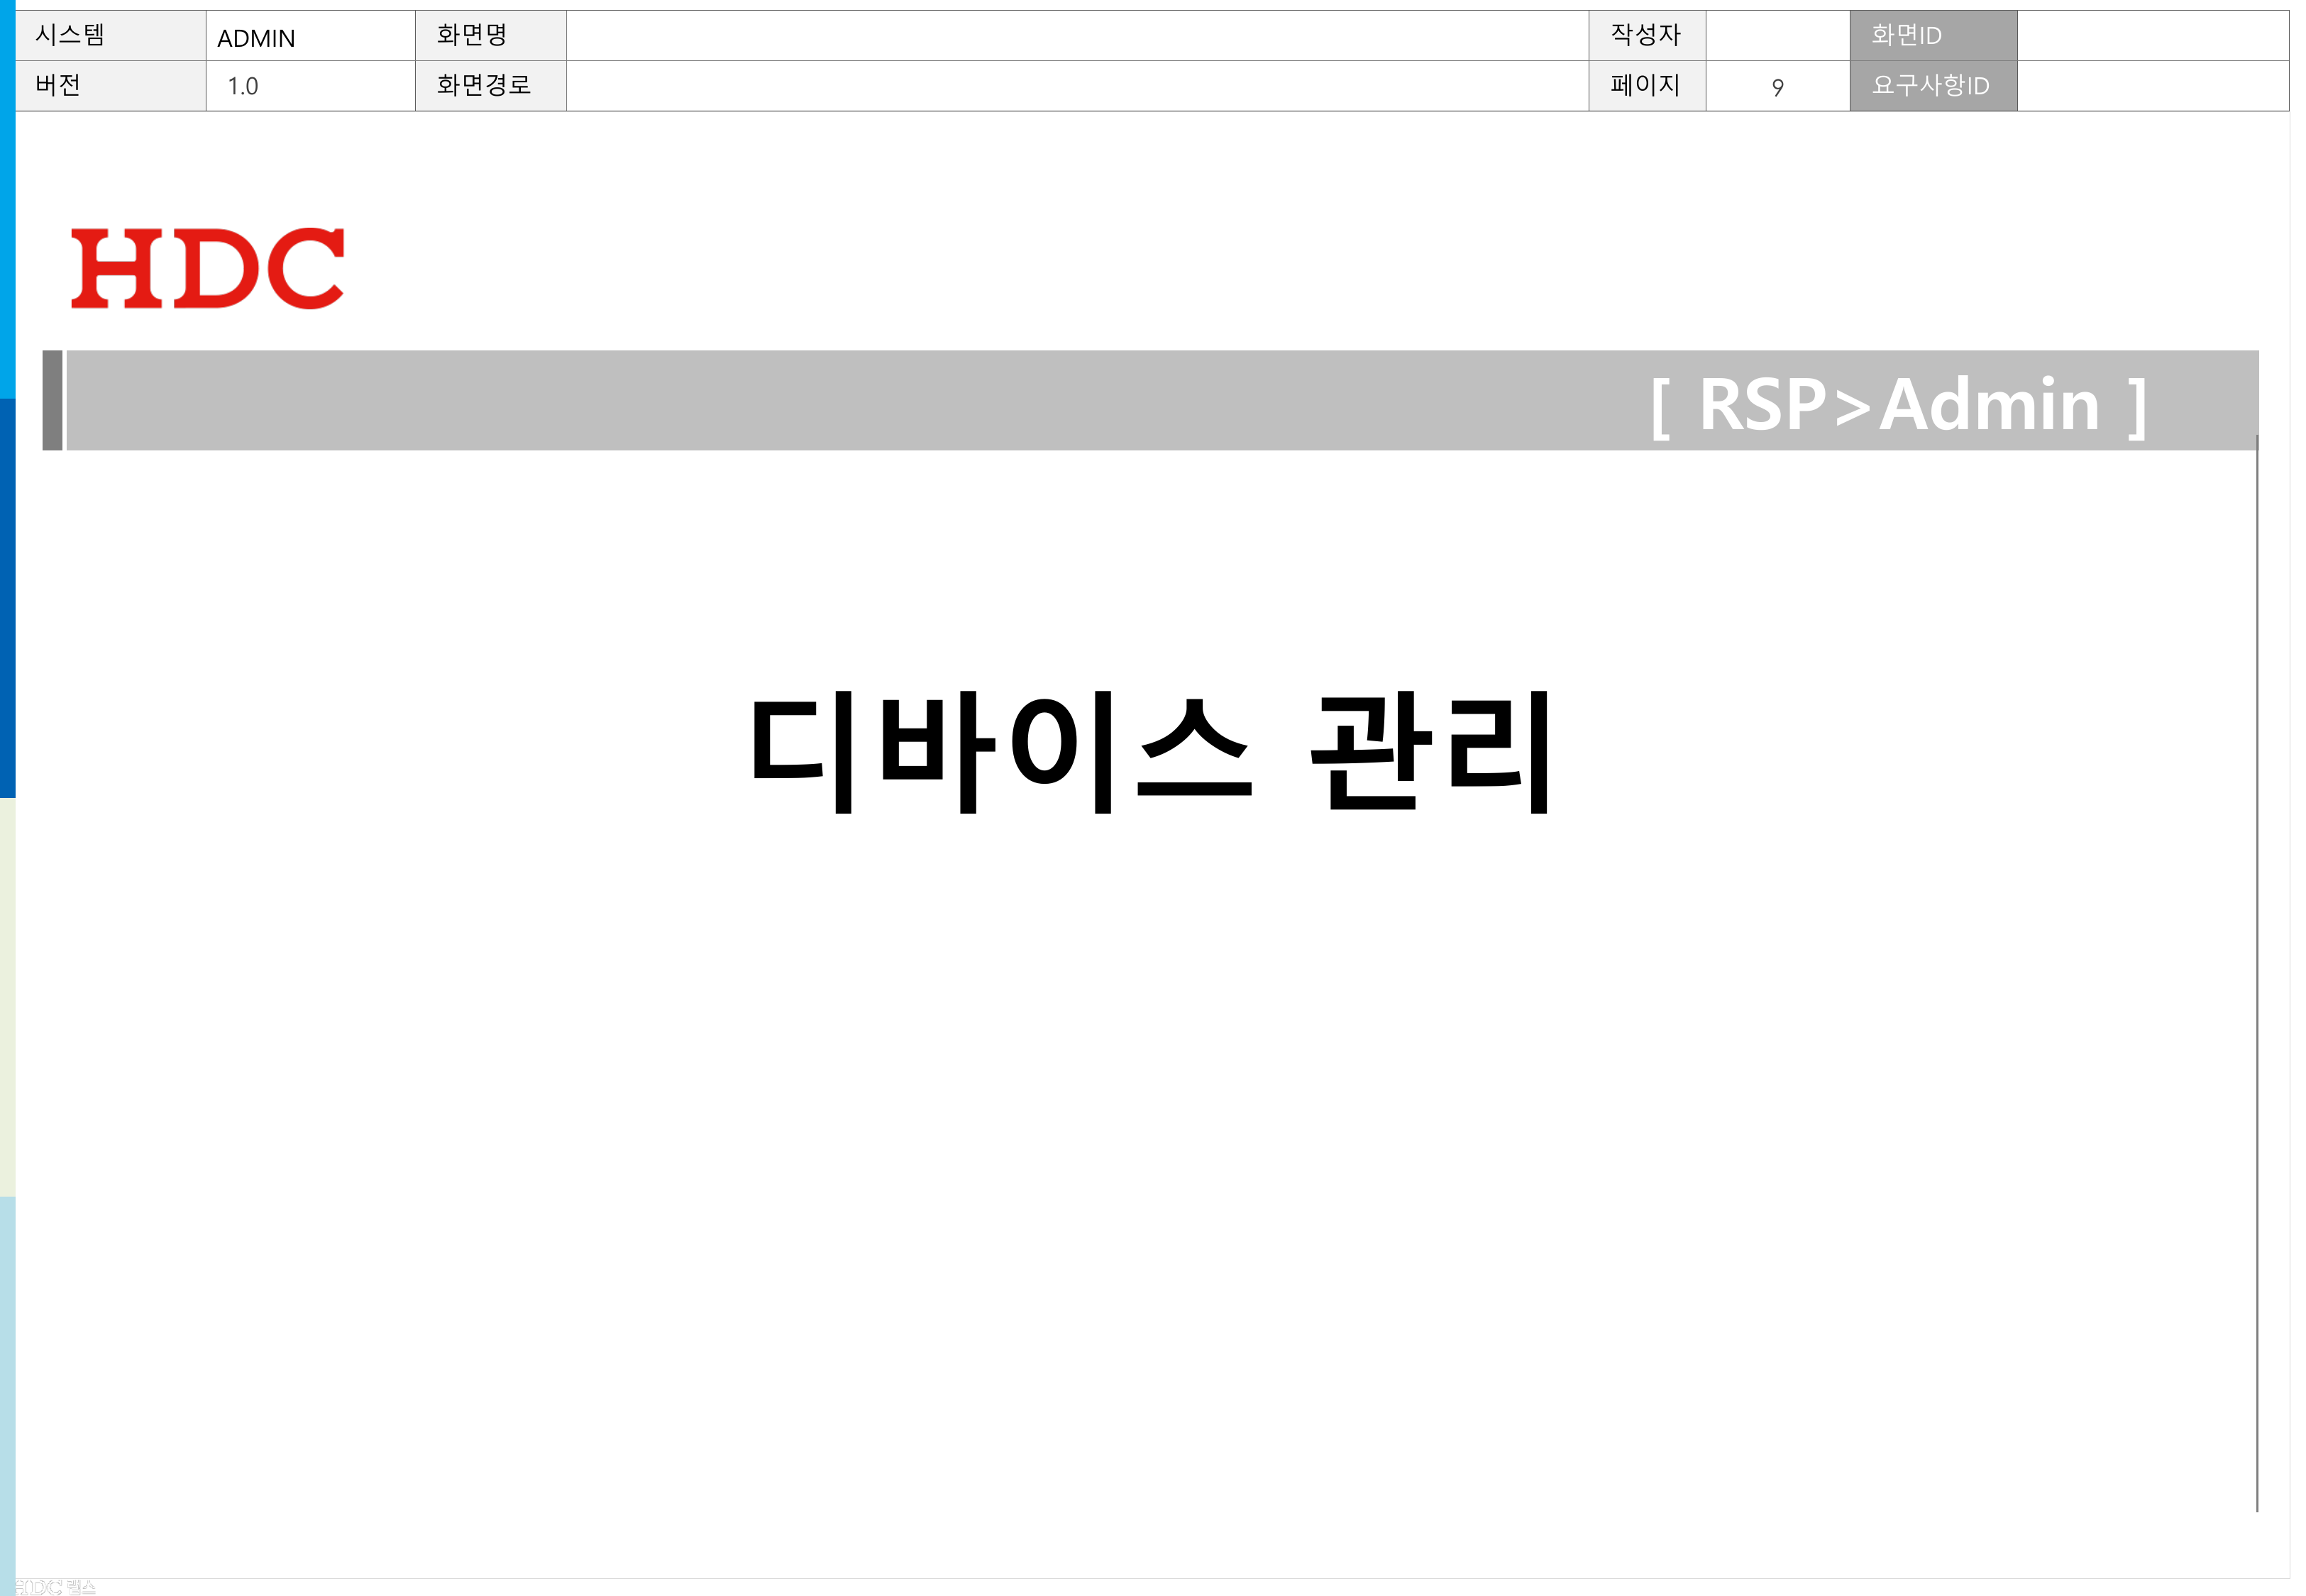 시스템 ADMIN 화면명 작성자 화면ID
버전 1.0 화면경로 페이지 9 요구사항ID
HDC
[ RSP>Admin ]
디바이스 관리
HDC 랩스